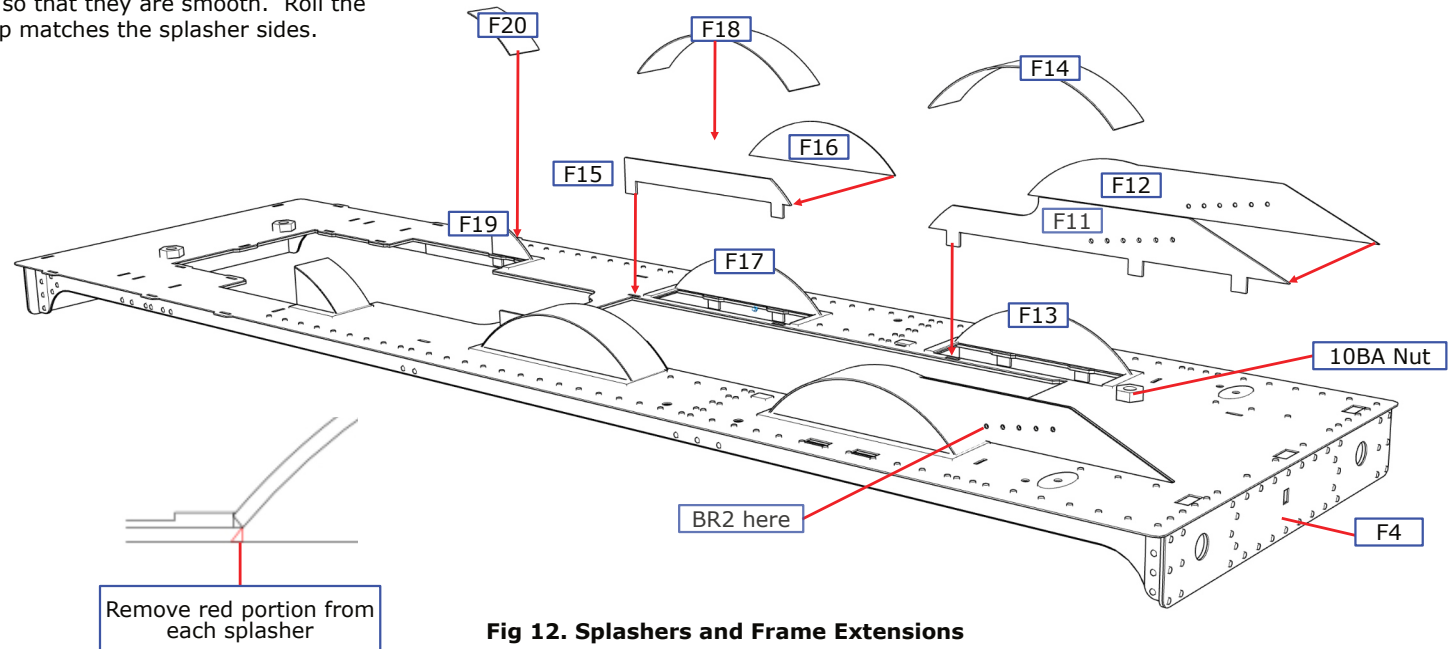 so that they are smooth.  Roll the
p matches the splasher sides.
F20
F18
F14
F16
F15
F12
F11
F19
F17
F13
10BA Nut
BR2 here
F4
Remove red portion from
each splasher
Fig 12. Splashers and Frame Extensions